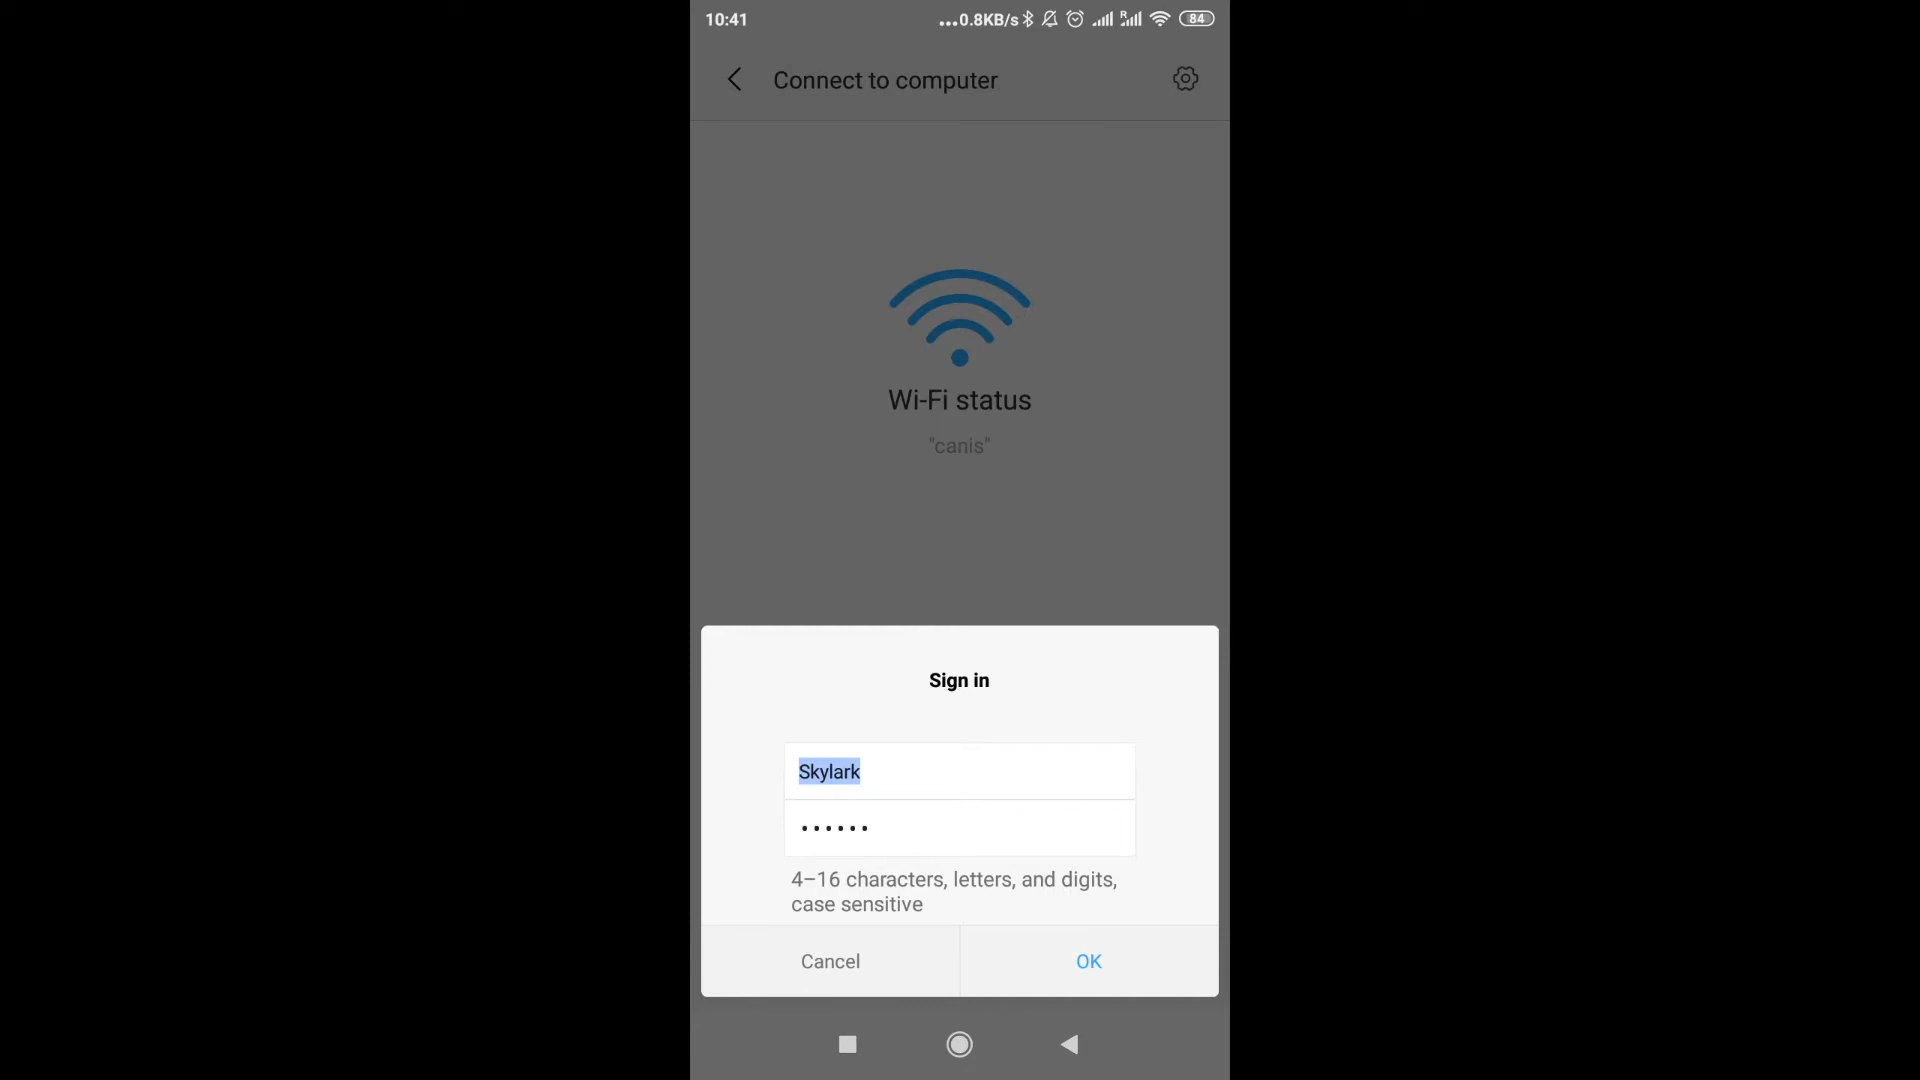 10:41
...0.8KB/s
R
84
Connect to computer
Wi-Fi status
"canis"
Sign in
Skylark
••••••
4–16 characters, letters, and digits,
case sensitive
Cancel
OK